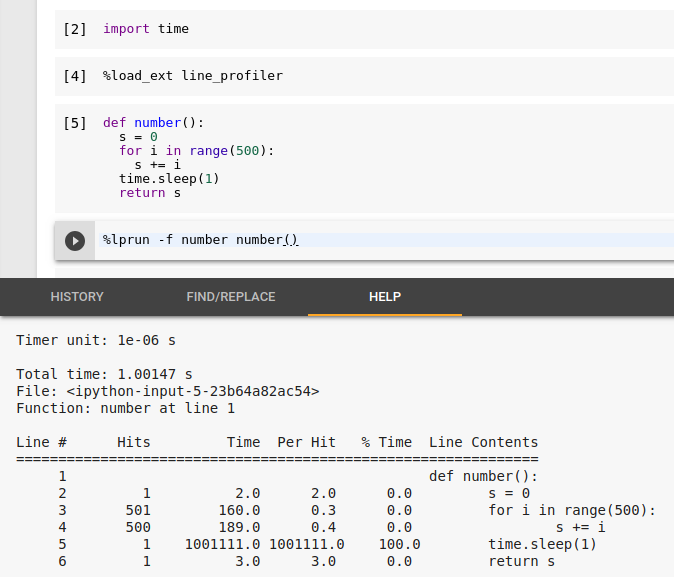 [2] import time
[4] %load_ext line_profiler
[5] def number():
s = 0
for i in range(500):
s += i
time.sleep(1)
return s
%lprun -f number number()
HISTORY FIND/REPLACE HELP
Timer unit: 1e-06 s
Total time: 1.00147 s
File: <ipython-input-5-23b64a82ac54>
Function: number at line 1
Line # Hits Time Per Hit % Time Line Contents
==============================================================
1 def number():
2 1 2.0 2.0 0.0 s = 0
3 501 160.0 0.3 0.0 for i in range(500):
4 500 189.0 0.4 0.0 s += i
5 1 1001111.0 1001111.0 100.0 time.sleep(1)
6 1 3.0 3.0 0.0 return s